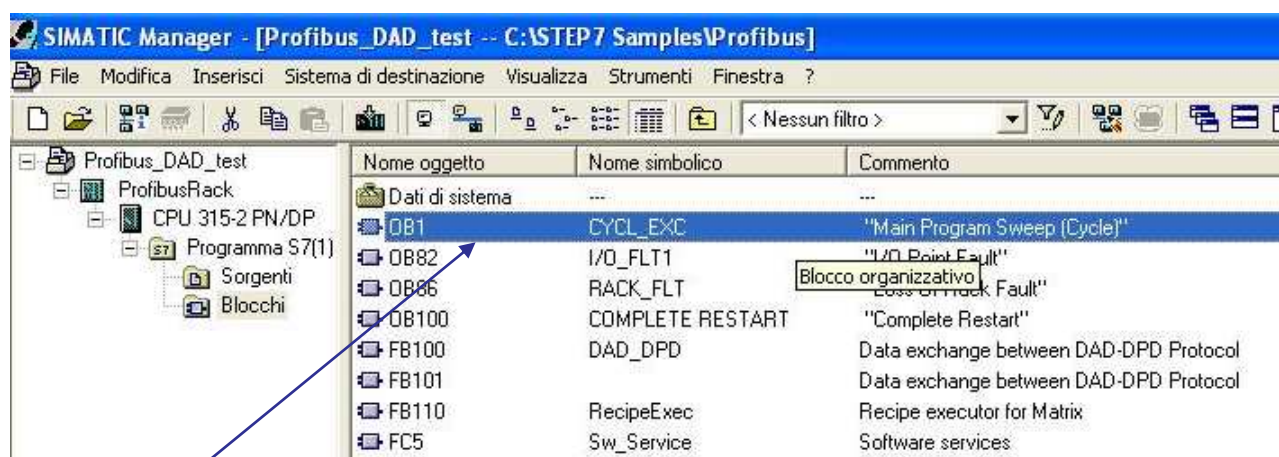 SIMATIC Manager - [Profibus_DAD_test -- C:\STEP7 Samples\Profibus]
File Modifica Inserisci Sistema di destinazione Visualizza Strumenti Finestra ?
< Nessun filtro >
Profibus_DAD_test
ProfibusRack
CPU 315-2 PN/DP
Programma S7(1)
Sorgenti
Blocchi
Nome oggetto Nome simbolico Commento
Dati di sistema --- ---
OB1 CYCL_EXC "Main Program Sweep (Cycle)"
OB82 I/O_FLT1 "I/O Point Fault"
Blocco organizzativo
OB86 RACK_FLT Fault"
OB100 COMPLETE RESTART "Complete Restart"
FB100 DAD_DPD Data exchange between DAD-DPD Protocol
FB101 Data exchange between DAD-DPD Protocol
FB110 RecipeExec Recipe executor for Matrix
FC5 Sw_Service Software services